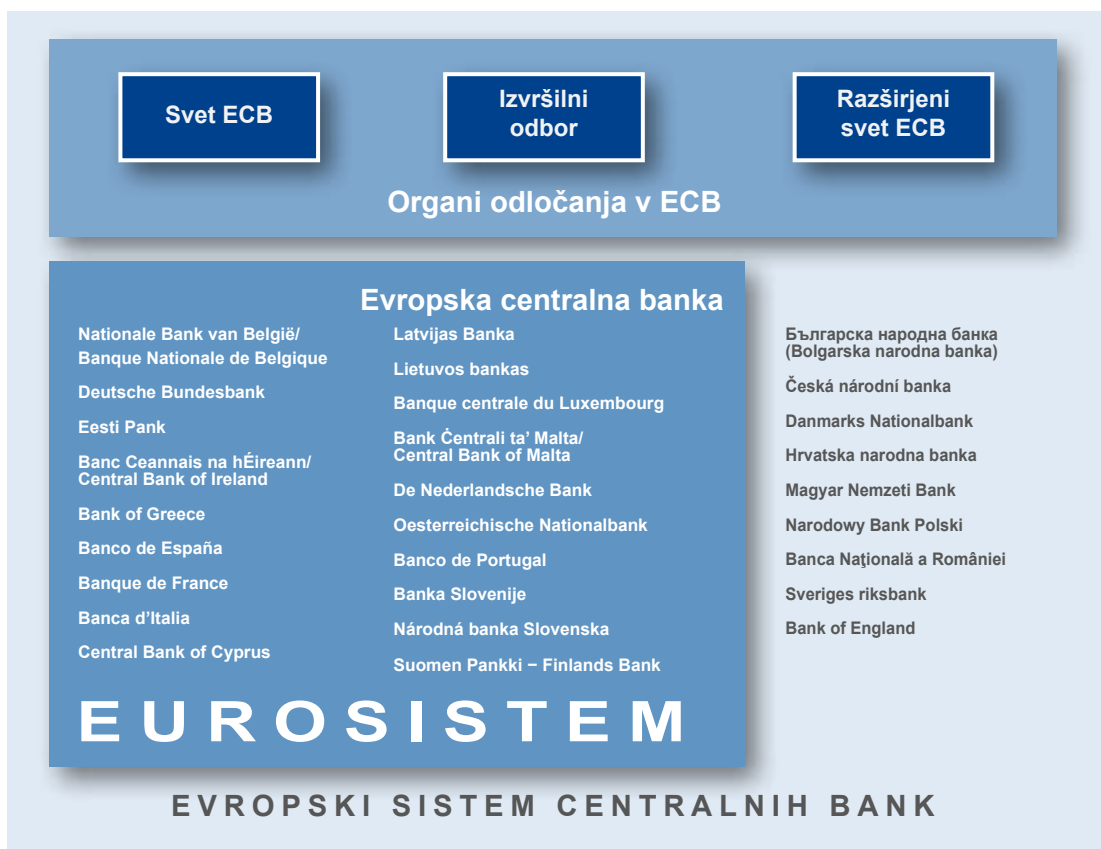 Svet ECB
Izvršilni
odbor
Razširjeni
svet ECB
Organi odločanja v ECB
Evropska centralna banka
Nationale Bank van België/
Banque Nationale de Belgique
Deutsche Bundesbank
Eesti Pank
Banc Ceannais na hÉireann/
Central Bank of Ireland
Bank of Greece
Banco de España
Banque de France
Banca d’Italia
Central Bank of Cyprus
Latvijas Banka
Lietuvos bankas
Banque centrale du Luxembourg
Bank Ċentrali ta’ Malta/
Central Bank of Malta
De Nederlandsche Bank
Oesterreichische Nationalbank
Banco de Portugal
Banka Slovenije
Národná banka Slovenska
Suomen Pankki − Finlands Bank
Българска народна банка
(Bolgarska narodna banka)
Česká národní banka
Danmarks Nationalbank
Hrvatska narodna banka
Magyar Nemzeti Bank
Narodowy Bank Polski
Banca Naţională a României
Sveriges riksbank
Bank of England
EUROSISTEM
EVROPSKI SISTEM CENTRALNIH BANK